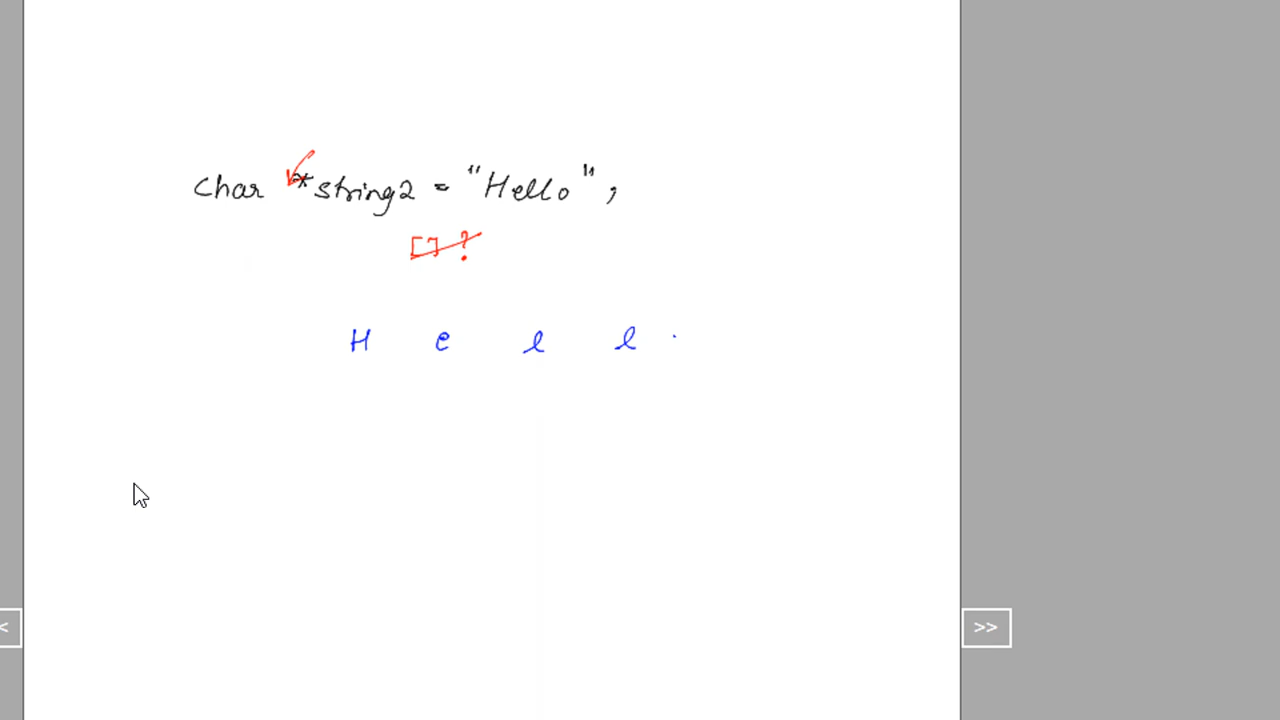 char *string2 = "Hello",
[] ?
H e l l
<
>>